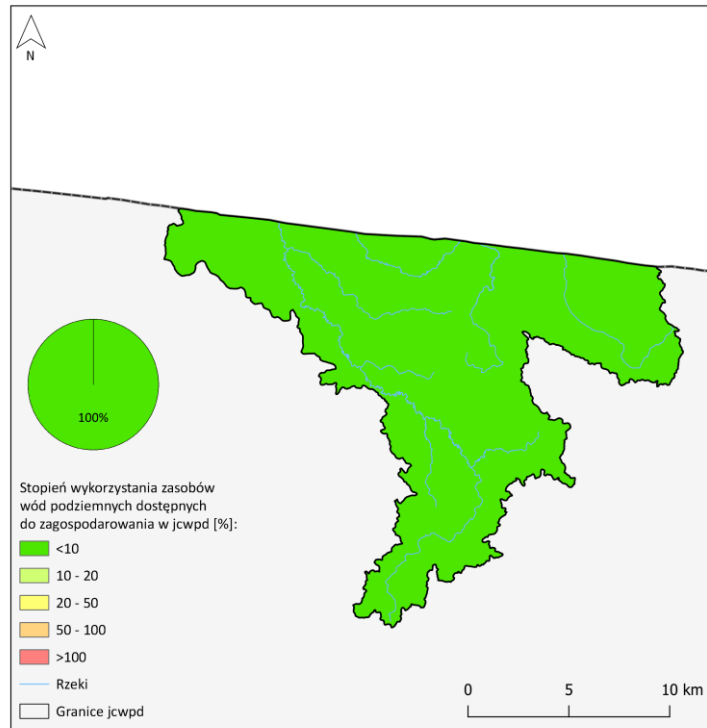 N
100%
Stopień wykorzystania zasobów
wód podziemnych dostępnych
do zagospodarowania w jcwpd [%]:
<10
10 - 20
20 - 50
50 - 100
>100
Rzeki
Granice jcwpd
0 5 10 km